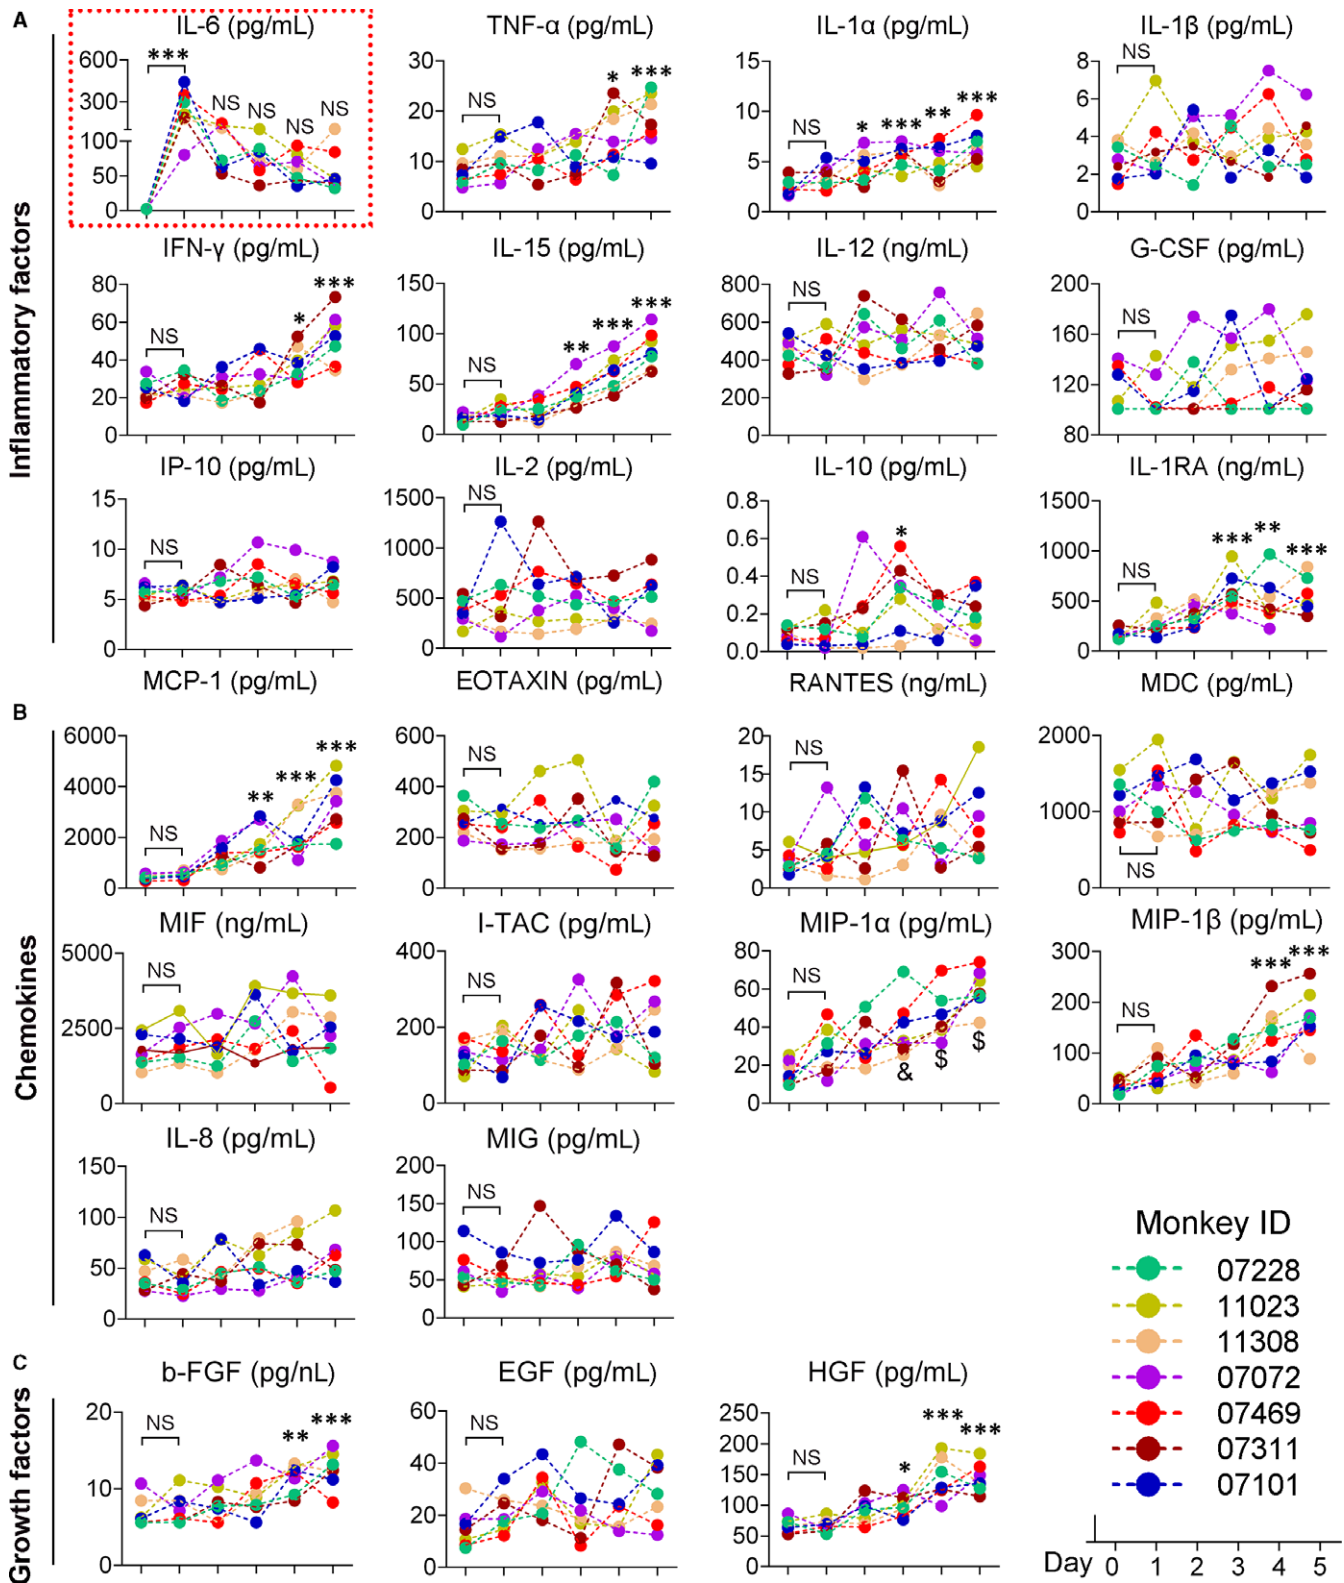 A
Inflammatory factors
IL-6 (pg/mL)
600
300
100
50
0
***
NS
NS
NS
NS
TNF-α (pg/mL)
30
20
10
0
NS
*
***
IL-1α (pg/mL)
15
10
5
0
NS
*
***
**
***
IL-1β (pg/mL)
8
6
4
2
0
NS
IFN-γ (pg/mL)
80
60
40
20
0
NS
*
***
IL-15 (pg/mL)
150
100
50
0
NS
**
***
***
IL-12 (ng/mL)
800
600
400
200
0
NS
G-CSF (pg/mL)
200
160
120
80
NS
IP-10 (pg/mL)
15
10
5
0
NS
IL-2 (pg/mL)
1500
1000
500
0
NS
IL-10 (pg/mL)
0.8
0.6
0.4
0.2
0.0
NS
*
IL-1RA (ng/mL)
1500
1000
500
0
NS
***
**
***
B
Chemokines
MCP-1 (pg/mL)
6000
4000
2000
0
NS
**
***
***
EOTAXIN (pg/mL)
600
400
200
0
NS
RANTES (ng/mL)
20
15
10
5
0
NS
MDC (pg/mL)
2000
1000
0
NS
MIF (ng/mL)
5000
2500
0
NS
I-TAC (pg/mL)
400
200
0
NS
MIP-1α (pg/mL)
80
60
40
20
0
NS
&
$
$
MIP-1β (pg/mL)
300
200
100
0
NS
***
***
IL-8 (pg/mL)
150
100
50
0
NS
MIG (pg/mL)
200
150
100
50
0
NS
C
Growth factors
b-FGF (pg/nL)
20
10
0
NS
**
***
EGF (pg/mL)
60
40
20
0
NS
HGF (pg/mL)
250
200
150
100
50
0
NS
*
***
***
Monkey ID
07228
11023
11308
07072
07469
07311
07101
Day 0 1 2 3 4 5